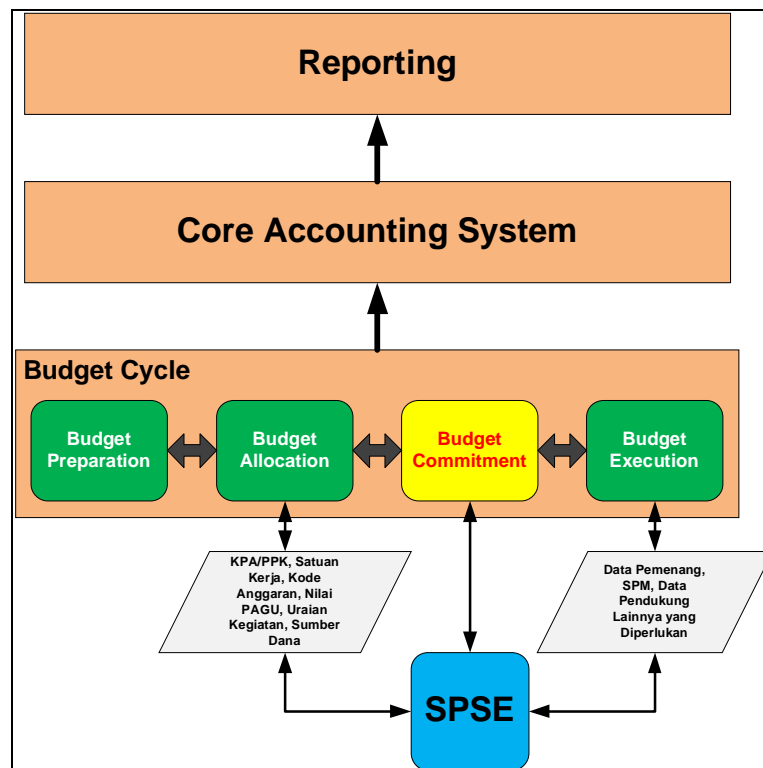 Reporting
Core Accounting System
Budget Cycle
Budget
Preparation
Budget
Allocation
Budget
Commitment
Budget
Execution
KPA/PPK, Satuan
Kerja, Kode
Anggaran, Nilai
PAGU, Uraian
Kegiatan, Sumber
Dana
Data Pemenang,
SPM, Data
Pendukung
Lainnya yang
Diperlukan
SPSE